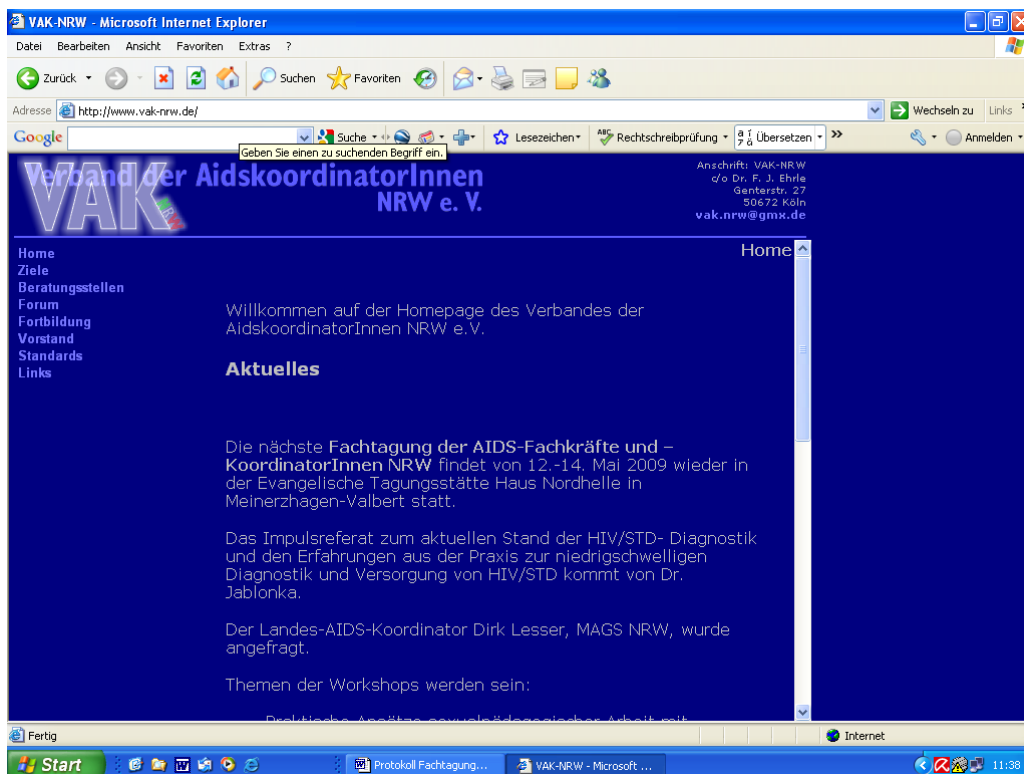 VAK-NRW - Microsoft Internet Explorer
Datei Bearbeiten Ansicht Favoriten Extras ?
Zurück Suchen Favoriten
Adresse http://www.vak-nrw.de/ Wechseln zu Links »
Google Suche Lesezeichen Rechtschreibprüfung Übersetzen » Anmelden
Geben Sie einen zu suchenden Begriff ein.
Verband der AidskoordinatorInnen
NRW e. V.
VAK NRW
Anschrift: VAK-NRW
c/o Dr. F. J. Ehrle
Genterstr. 27
50672 Köln
vak.nrw@gmx.de
Home
Ziele
Beratungsstellen
Forum
Fortbildung
Vorstand
Standards
Links
Home
Willkommen auf der Homepage des Verbandes der
AidskoordinatorInnen NRW e.V.
Aktuelles
Die nächste Fachtagung der AIDS-Fachkräfte und –
KoordinatorInnen NRW findet von 12.-14. Mai 2009 wieder in
der Evangelische Tagungsstätte Haus Nordhelle in
Meinerzhagen-Valbert statt.
Das Impulsreferat zum aktuellen Stand der HIV/STD- Diagnostik
und den Erfahrungen aus der Praxis zur niedrigschwelligen
Diagnostik und Versorgung von HIV/STD kommt von Dr.
Jablonka.
Der Landes-AIDS-Koordinator Dirk Lesser, MAGS NRW, wurde
angefragt.
Themen der Workshops werden sein:
Praktische Ansätze sexualpädagogischer Arbeit mit
Fertig Internet
Start Protokoll Fachtagung... VAK-NRW - Microsoft ... 11:38